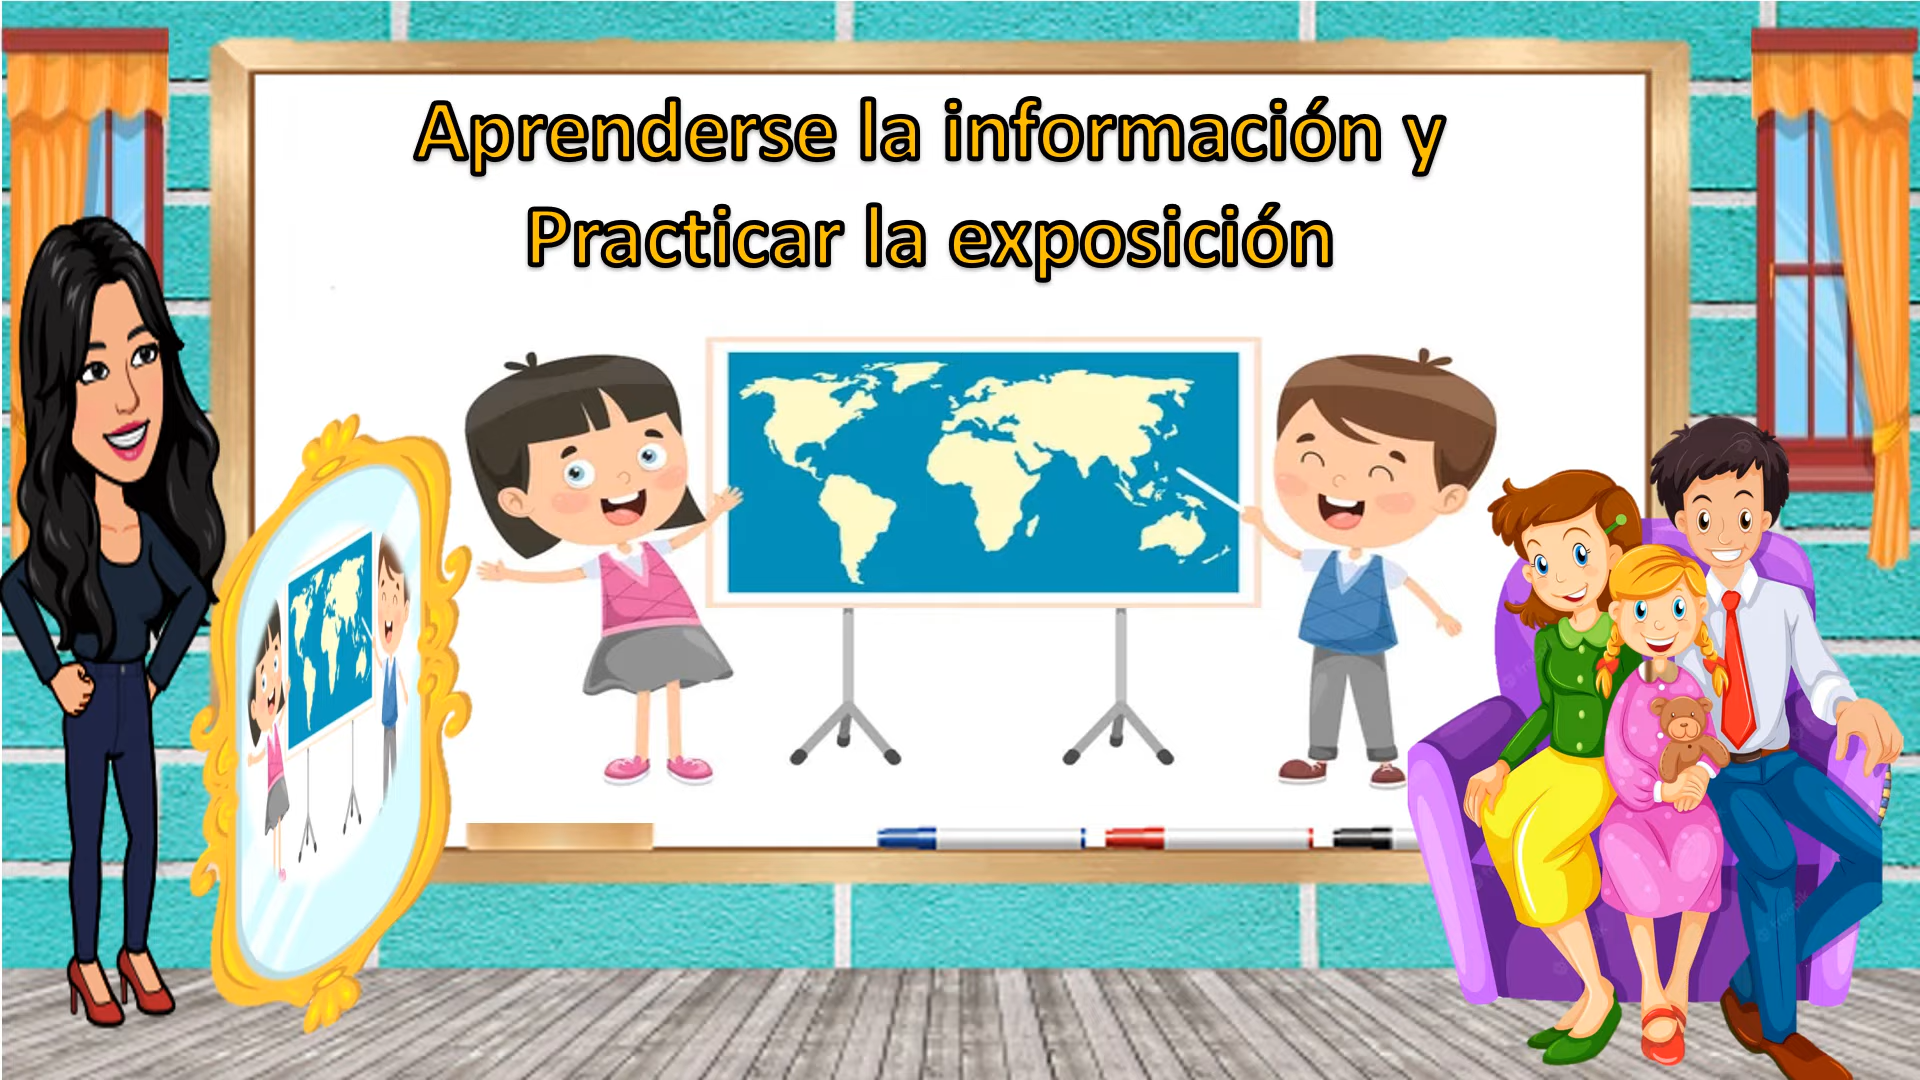 Aprenderse la información y
Practicar la exposición